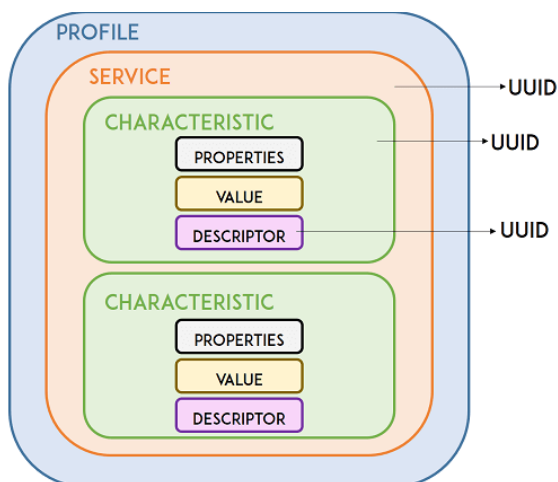 PROFILE
SERVICE
UUID
CHARACTERISTIC
UUID
PROPERTIES
VALUE
DESCRIPTOR
UUID
CHARACTERISTIC
PROPERTIES
VALUE
DESCRIPTOR